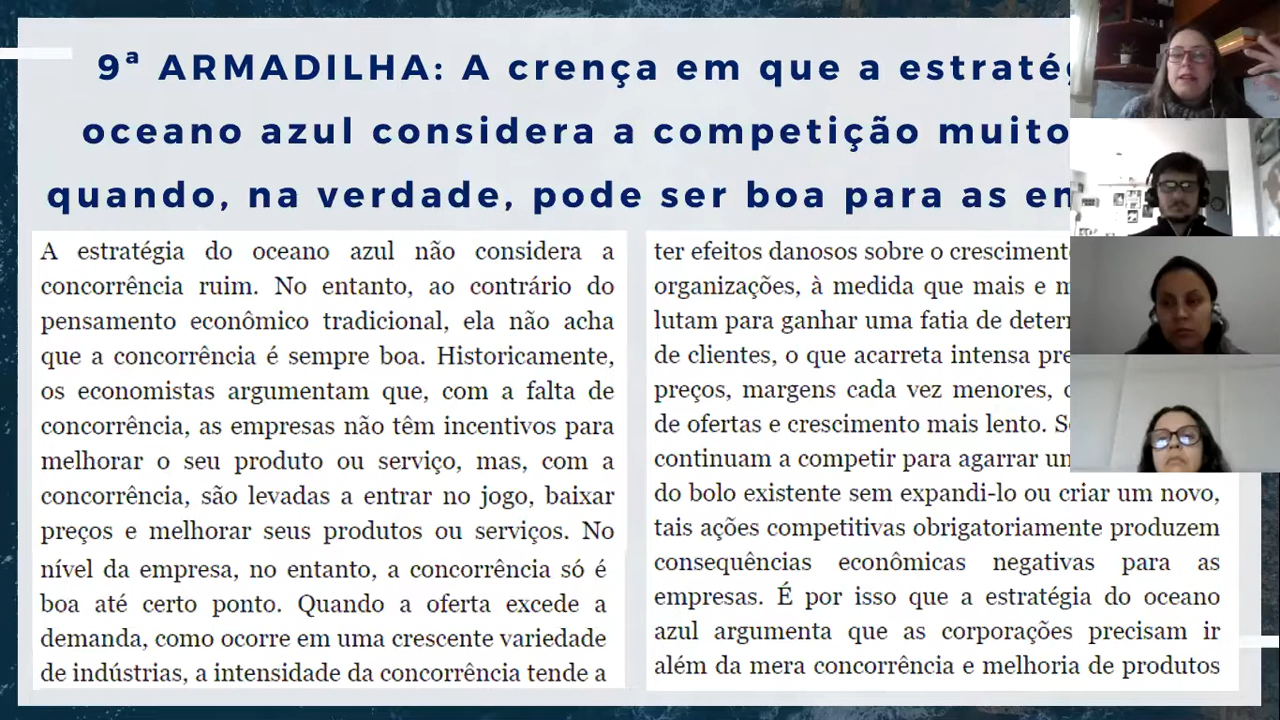 9ª ARMADILHA: A crença em que a
oceano azul considera a competição muito
quando, na verdade, pode ser boa para as
A estratégia do oceano azul não considera a
concorrência ruim. No entanto, ao contrário do
pensamento econômico tradicional, ela não acha
que a concorrência é sempre boa. Historicamente,
os economistas argumentam que, com a falta de
concorrência, as empresas não têm incentivos para
melhorar o seu produto ou serviço, mas, com a
concorrência, são levadas a entrar no jogo, baixar
preços e melhorar seus produtos ou serviços. No
nível da empresa, no entanto, a concorrência só é
boa até certo ponto. Quando a oferta excede a
demanda, como ocorre em uma crescente variedade
de indústrias, a intensidade da concorrência tende a
ter efeitos danosos sobre o crescimento
organizações, à medida que mais e
lutam para ganhar uma fatia de
de clientes, o que acarreta intensa
preços, margens cada vez menores,
de ofertas e crescimento mais lento.
continuam a competir para agarrar
do bolo existente sem expandi-lo ou criar um novo,
tais ações competitivas obrigatoriamente produzem
consequências econômicas negativas para as
empresas. É por isso que a estratégia do oceano
azul argumenta que as corporações precisam ir
além da mera concorrência e melhoria de produtos